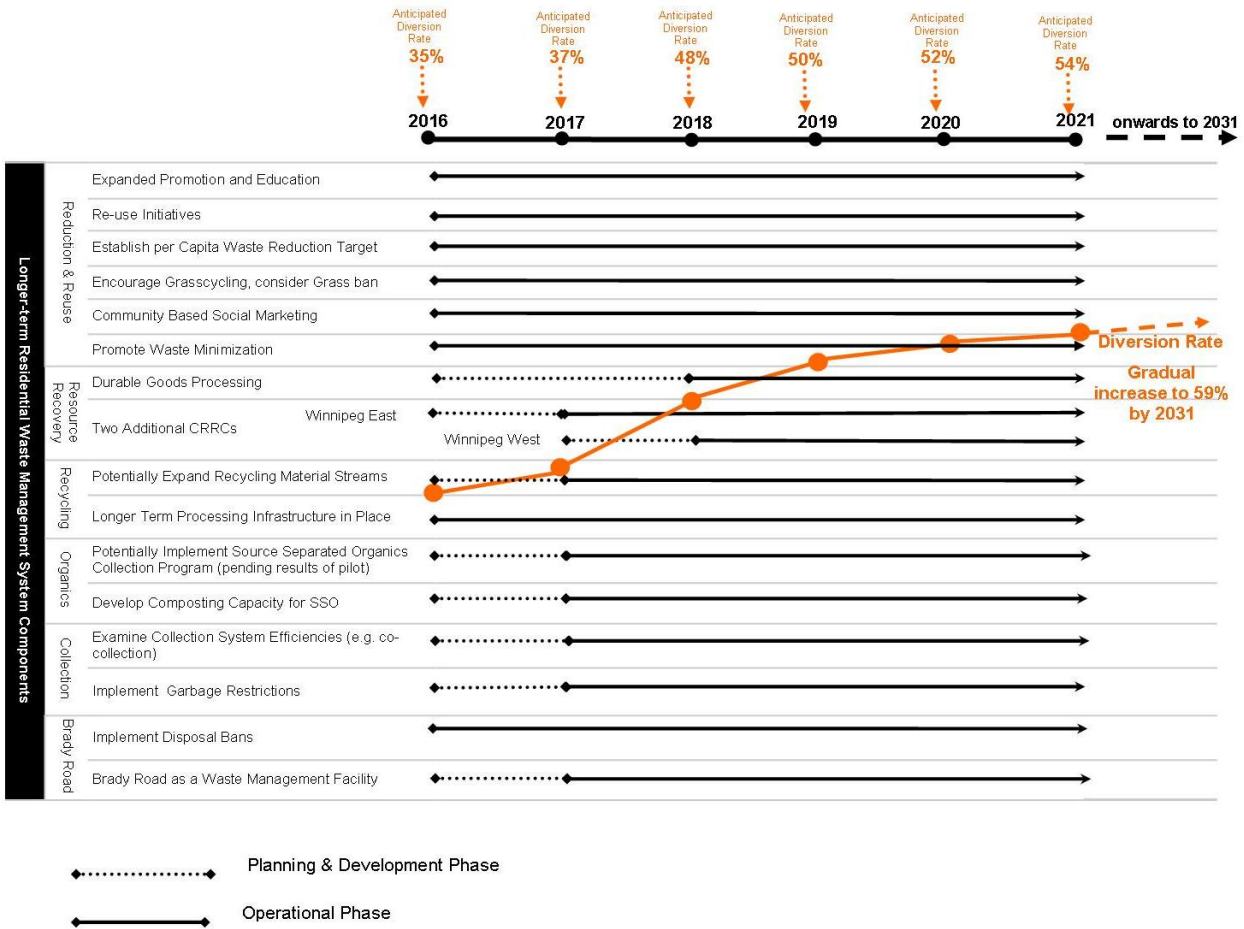 Anticipated
Diversion
Rate
35%
Anticipated
Diversion
Rate
37%
Anticipated
Diversion
Rate
48%
Anticipated
Diversion
Rate
50%
Anticipated
Diversion
Rate
52%
Anticipated
Diversion
Rate
54%
2016 2017 2018 2019 2020 2021 onwards to 2031
Longer-term Residential Waste Management System Components
Reduction & Reuse
Expanded Promotion and Education
Re-use Initiatives
Establish per Capita Waste Reduction Target
Encourage Grasscycling, consider Grass ban
Community Based Social Marketing
Promote Waste Minimization
Diversion Rate
Gradual
increase to 59%
by 2031
Resource
Recovery
Durable Goods Processing
Two Additional CRRCs
Winnipeg East
Winnipeg West
Recycling
Potentially Expand Recycling Material Streams
Longer Term Processing Infrastructure in Place
Organics
Potentially Implement Source Separated Organics
Collection Program (pending results of pilot)
Develop Composting Capacity for SSO
Collection
Examine Collection System Efficiencies (e.g. co-
collection)
Implement Garbage Restrictions
Brady Road
Implement Disposal Bans
Brady Road as a Waste Management Facility
Planning & Development Phase
Operational Phase